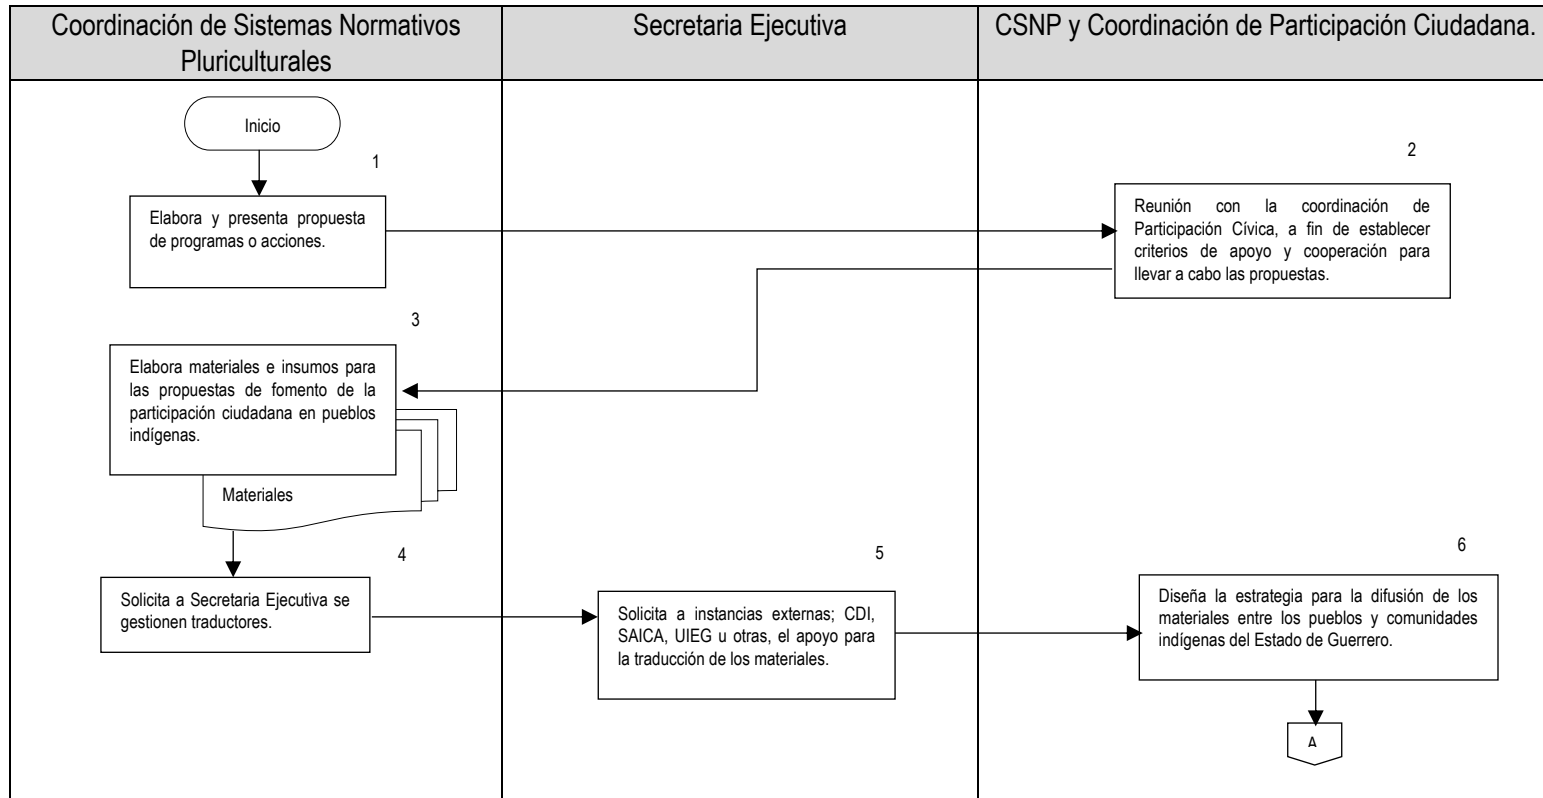 Coordinación de Sistemas Normativos
Pluriculturales
Secretaria Ejecutiva
CSNP y Coordinación de Participación Ciudadana.
Inicio
1
Elabora y presenta propuesta
de programas o acciones.
2
Reunión con la coordinación de
Participación Cívica, a fin de establecer
criterios de apoyo y cooperación para
llevar a cabo las propuestas.
3
Elabora materiales e insumos para
las propuestas de fomento de la
participación ciudadana en pueblos
indígenas.
Materiales
4
Solicita a Secretaria Ejecutiva se
gestionen traductores.
5
Solicita a instancias externas; CDI,
SAICA, UIEG u otras, el apoyo para
la traducción de los materiales.
6
Diseña la estrategia para la difusión de los
materiales entre los pueblos y comunidades
indígenas del Estado de Guerrero.
A